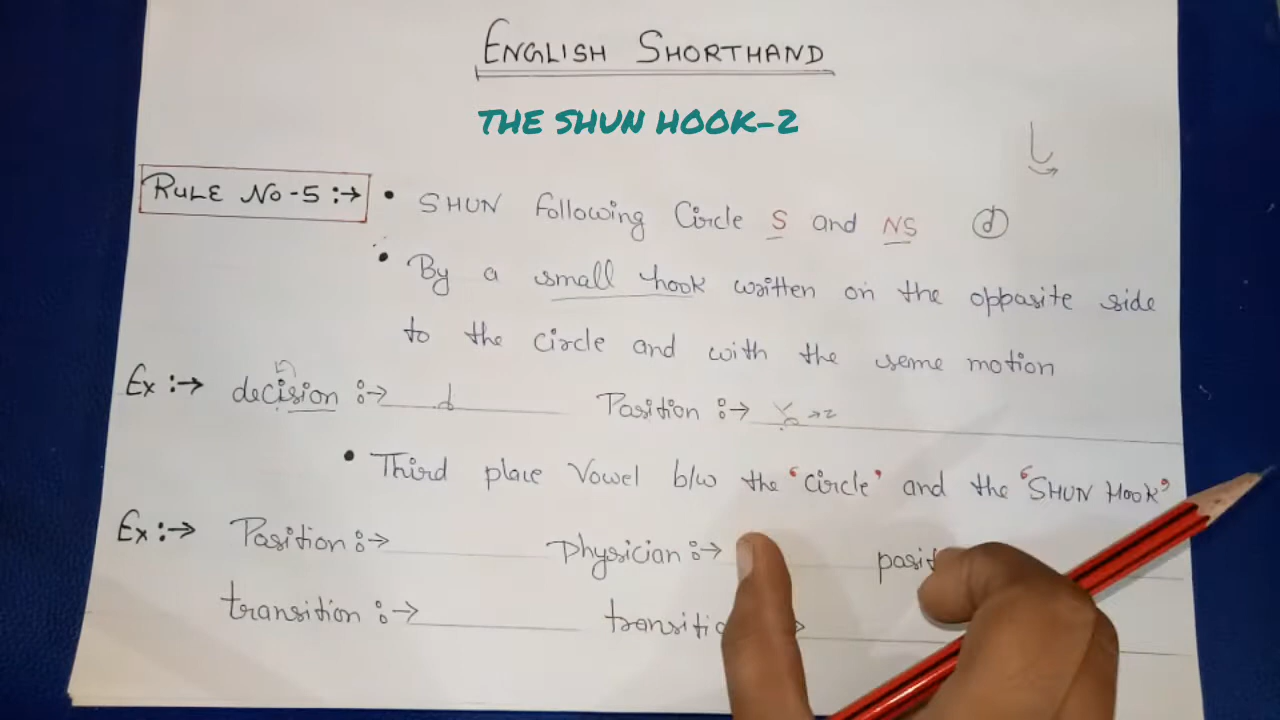 ENGLISH SHORTHAND
THE SHUN HOOK-2
RULE NO-5 :→ • SHUN following Circle S and NS
• By a small hook written on the opposite side
to the circle and with the seme motion
Ex :→ decision :→ Position :→
• Third place Vowel b/w the "Circle" and the "SHUN Hook"
Ex :→ Position :→ Physician :→
transition :→